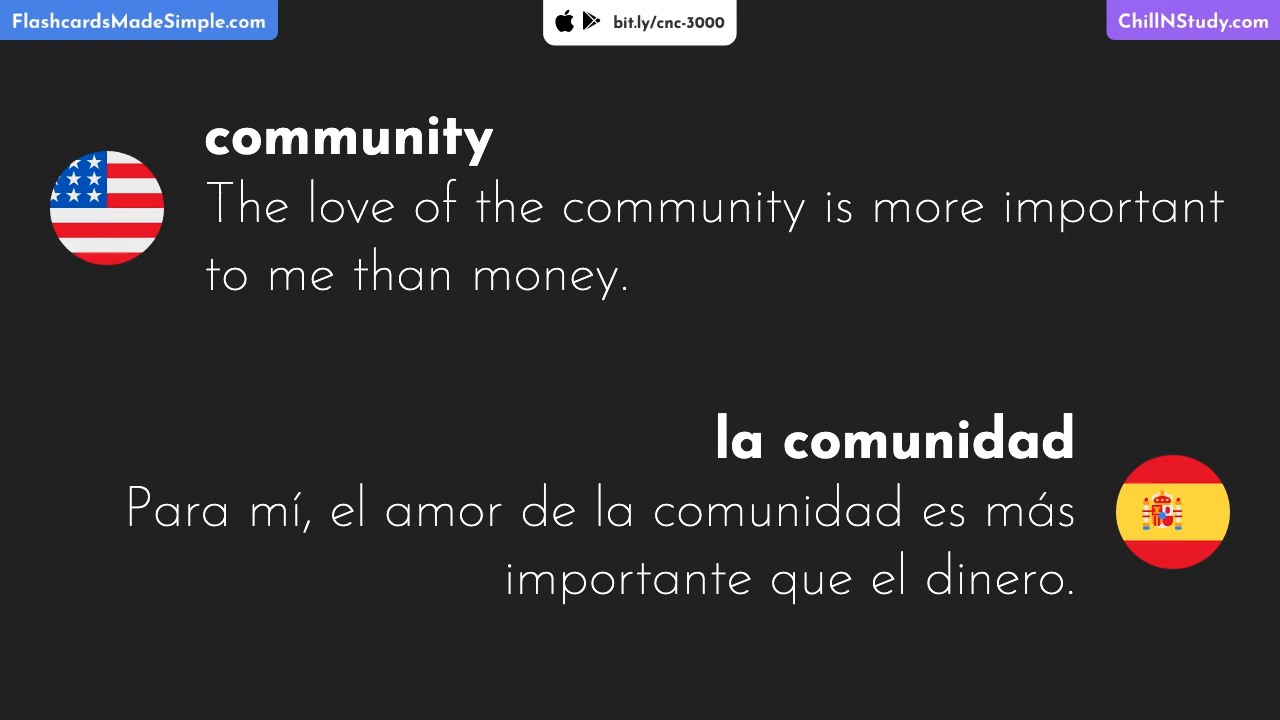 FlashcardsMadeSimple.com
bit.ly/cnc-3000
ChillNStudy.com
community
The love of the community is more important
to me than money.
la comunidad
Para mí, el amor de la comunidad es más
importante que el dinero.